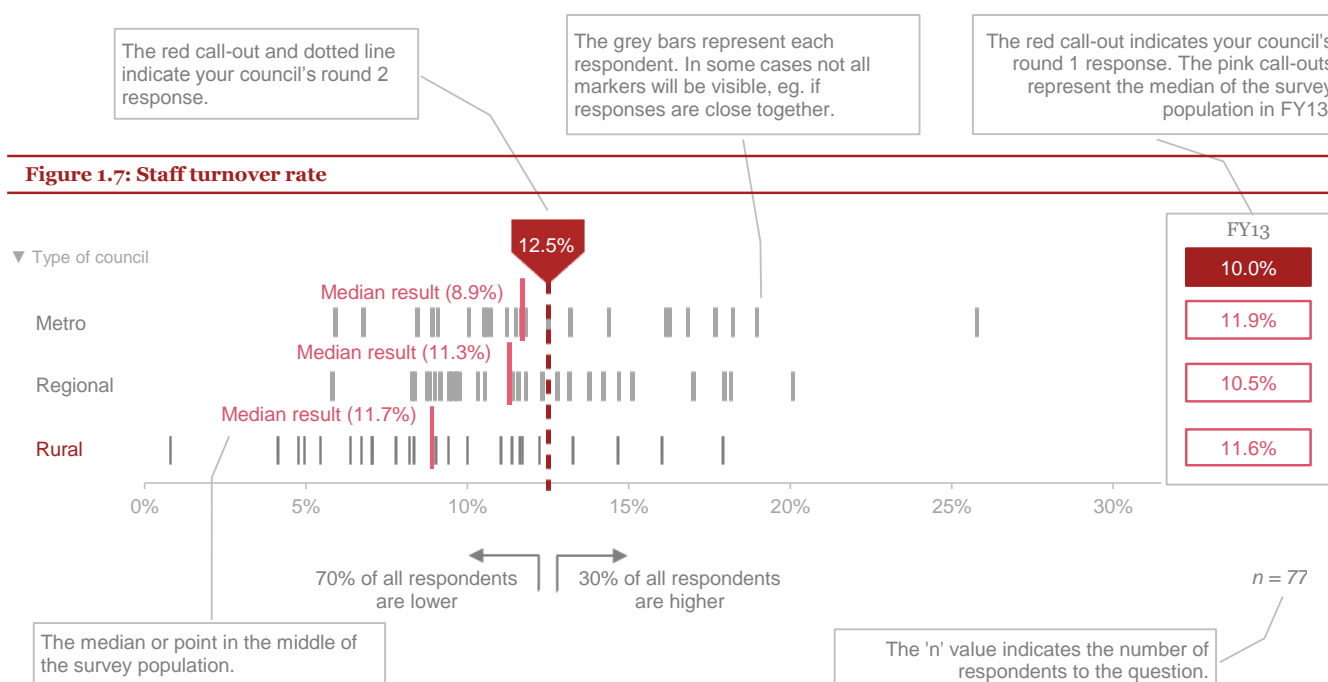 The red call-out and dotted line
indicate your council's round 2
response.
The grey bars represent each
respondent. In some cases not all
markers will be visible, eg. if
responses are close together.
The red call-out indicates your council's
round 1 response. The pink call-outs
represent the median of the survey
population in FY13
Figure 1.7: Staff turnover rate
▼ Type of council
12.5%
FY13
10.0%
Median result (8.9%)
Metro
11.9%
Median result (11.3%)
Regional
10.5%
Median result (11.7%)
Rural
11.6%
0% 5% 10% 15% 20% 25% 30%
70% of all respondents
are lower
30% of all respondents
are higher
n = 77
The median or point in the middle of
the survey population.
The 'n' value indicates the number of
respondents to the question.